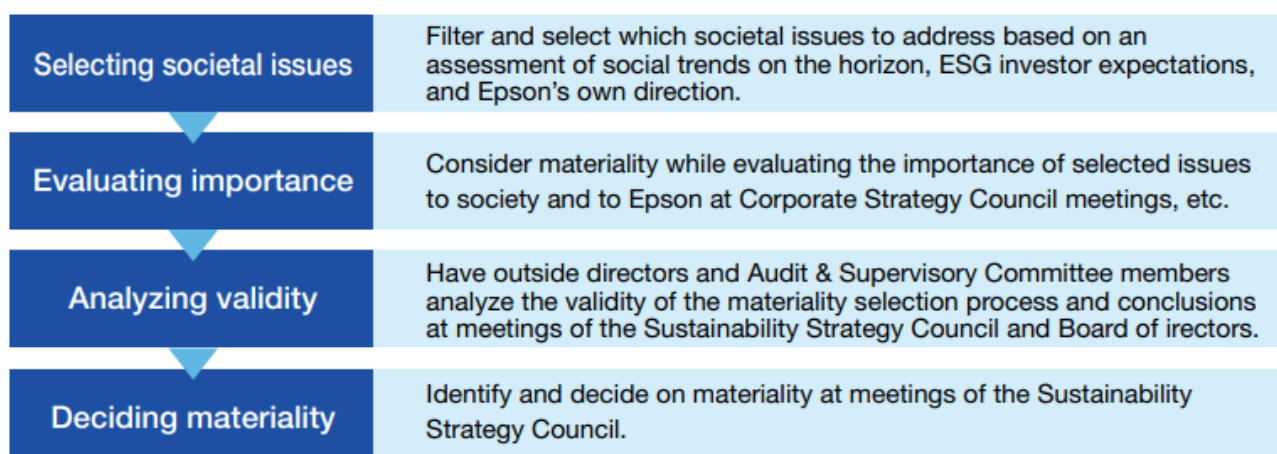 Selecting societal issues
Filter and select which societal issues to address based on an
assessment of social trends on the horizon, ESG investor expectations,
and Epson’s own direction.
Evaluating importance
Consider materiality while evaluating the importance of selected issues
to society and to Epson at Corporate Strategy Council meetings, etc.
Analyzing validity
Have outside directors and Audit & Supervisory Committee members
analyze the validity of the materiality selection process and conclusions
at meetings of the Sustainability Strategy Council and Board of irectors.
Deciding materiality
Identify and decide on materiality at meetings of the Sustainability
Strategy Council.